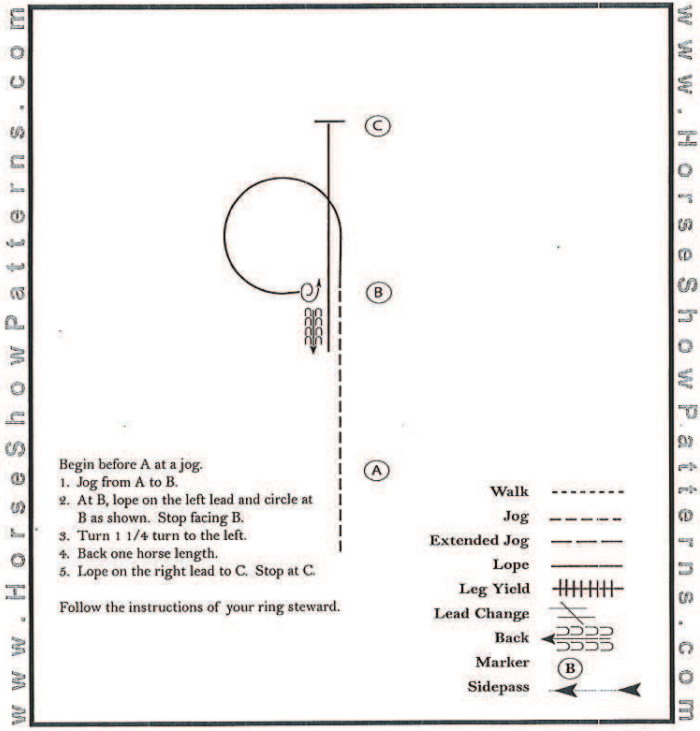 www.HorseShowPatterns.com
www.HorseShowPatterns.com
C
B
A
Begin before A at a jog.
1. Jog from A to B.
2. At B, lope on the left lead and circle at
B as shown. Stop facing B.
3. Turn 1 1/4 turn to the left.
4. Back one horse length.
5. Lope on the right lead to C. Stop at C.
Follow the instructions of your ring steward.
Walk
Jog
Extended Jog
Lope
Leg Yield
Lead Change
Back
Marker B
Sidepass